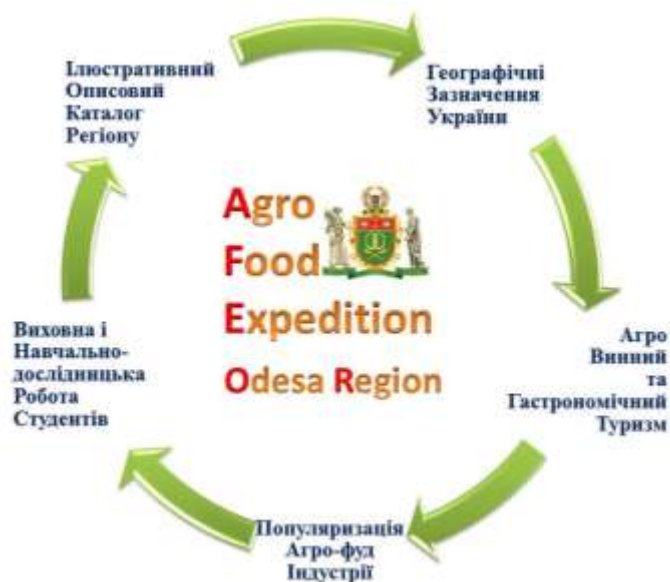 Ілюстративний
Описовий
Каталог
Регіону
Географічні
Зазначення
України
Agro
Food
Expedition
Odesa Region
Виховна і
Навчально-
дослідницька
Робота
Студентів
Агро
Винний
та
Гастрономічний
Туризм
Популяризація
Агро-фуд
Індустрії